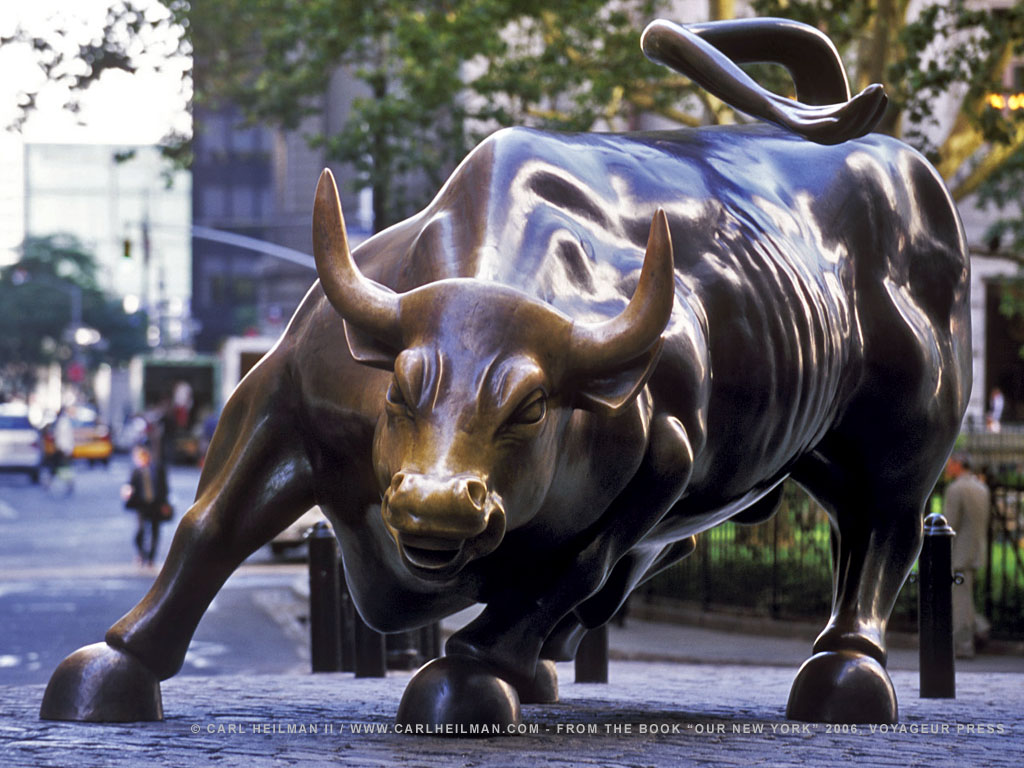 © CARL HEILMAN II / WWW.CARLHEILMAN.COM - FROM THE BOOK “OUR NEW YORK” 2006, VOYAGEUR PRESS